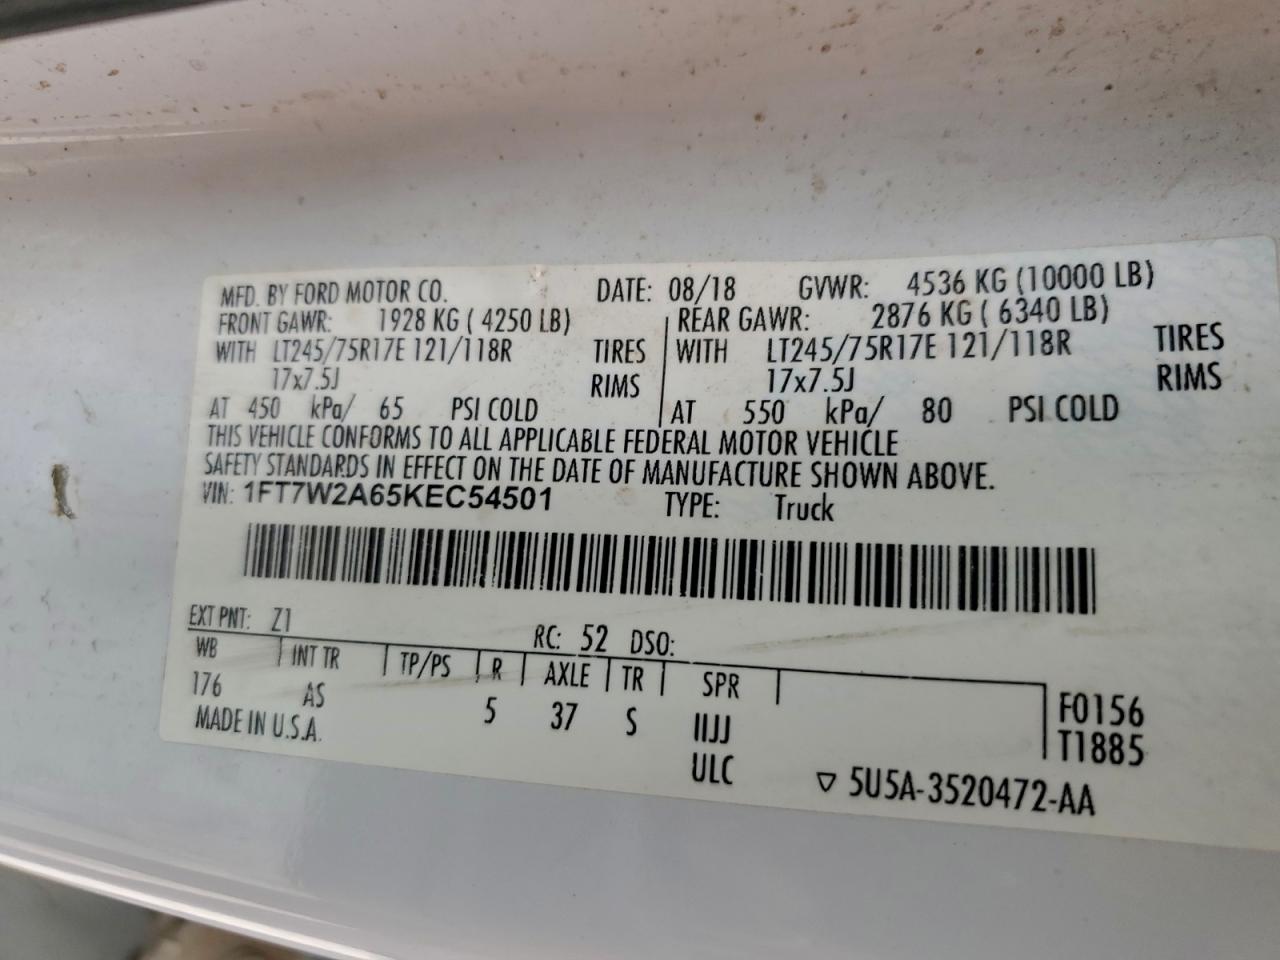 MFD. BY FORD MOTOR CO. DATE: 08/18 GVWR: 4536 KG (10000 LB)
FRONT GAWR: 1928 KG ( 4250 LB) REAR GAWR: 2876 KG ( 6340 LB)
WITH LT245/75R17E 121/118R TIRES WITH LT245/75R17E 121/118R TIRES
17x7.5J RIMS 17x7.5J RIMS
AT 450 kPa/ 65 PSI COLD AT 550 kPa/ 80 PSI COLD
THIS VEHICLE CONFORMS TO ALL APPLICABLE FEDERAL MOTOR VEHICLE
SAFETY STANDARDS IN EFFECT ON THE DATE OF MANUFACTURE SHOWN ABOVE.
VIN: 1FT7W2A65KEC54501 TYPE: Truck
EXT PNT: Z1 RC: 52 DSO:
WB INT TR TP/PS R AXLE TR SPR
176 AS 5 37 S IIJJ F0156
MADE IN U.S.A. ULC T1885
5U5A-3520472-AA